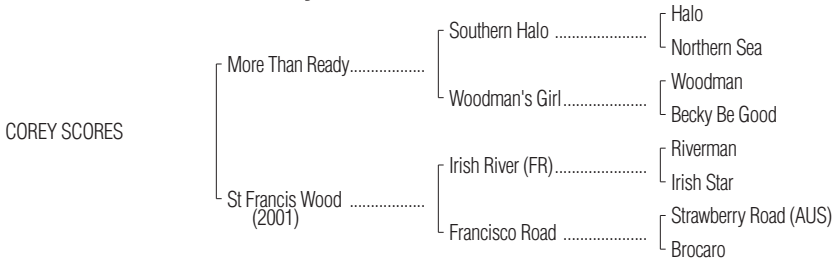 Halo
Southern Halo ......................
Northern Sea
More Than Ready..................
Woodman
Woodman's Girl....................
Becky Be Good
COREY SCORES
Riverman
Irish River (FR)......................
Irish Star
St Francis Wood ..................
(2001)
Strawberry Road (AUS)
Francisco Road ....................
Brocaro